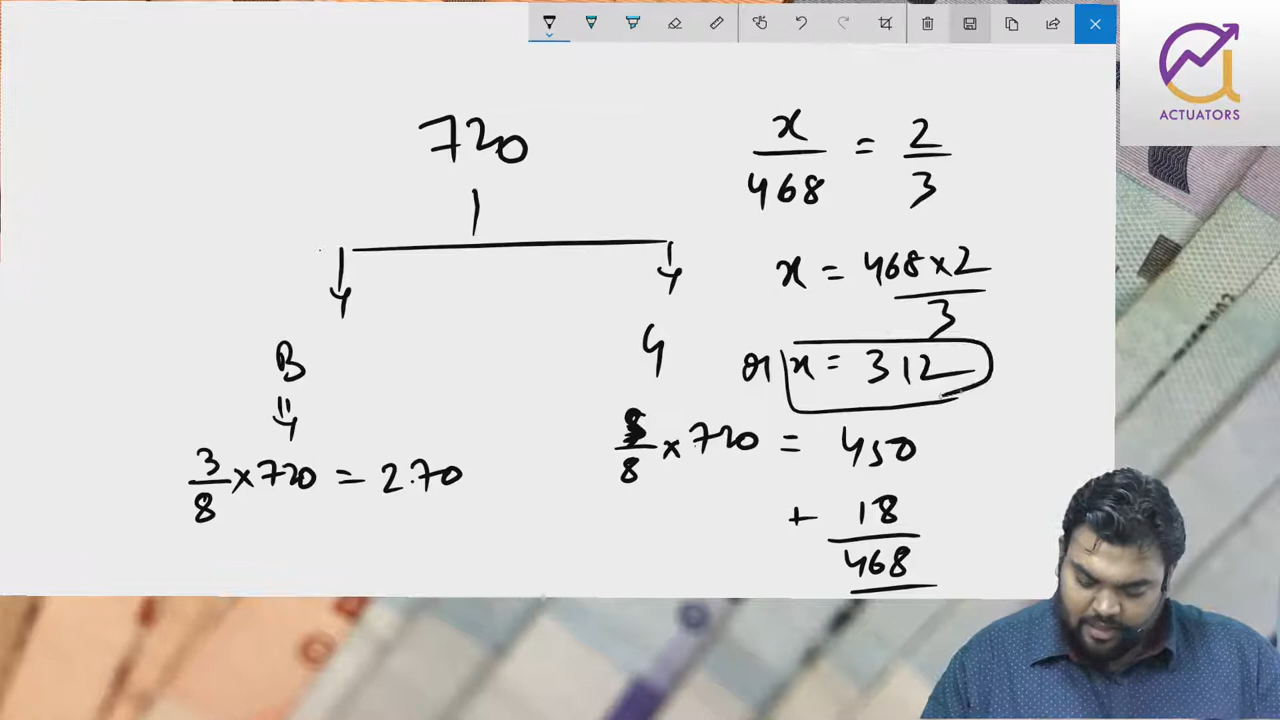 ACTUATORS
720
B G
3/8 × 720 = 270
5/8 × 720 = 450
+ 18
468
x/468 = 2/3
x = 468×2/3
or x = 312